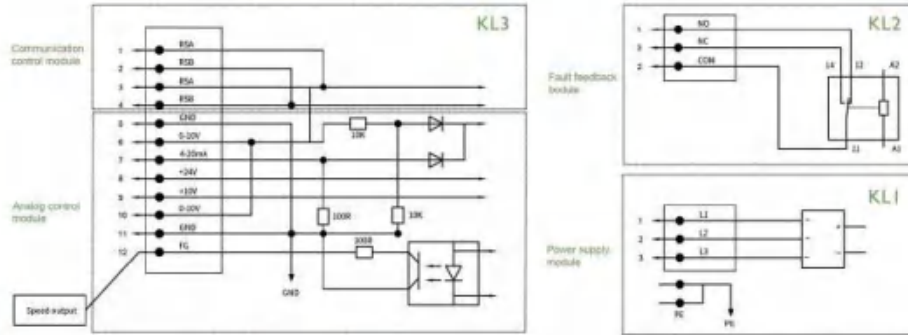 KL3
Communication
control module
1 RSA
2 RSB
3 RSA
4 RSB
Analog control
module
5 GND
6 0-10V
7 4-20mA
8 +24V
9 +10V
10 0-10V
11 GND
12 FG
10K
100R
10K
GND
Speed output
KL2
Fault feedback
1 NO
3 NC
2 CON
14
12
A2
11
A1
KL1
Power supply
module
1 L1
2 L2
3 L3
PE
PE